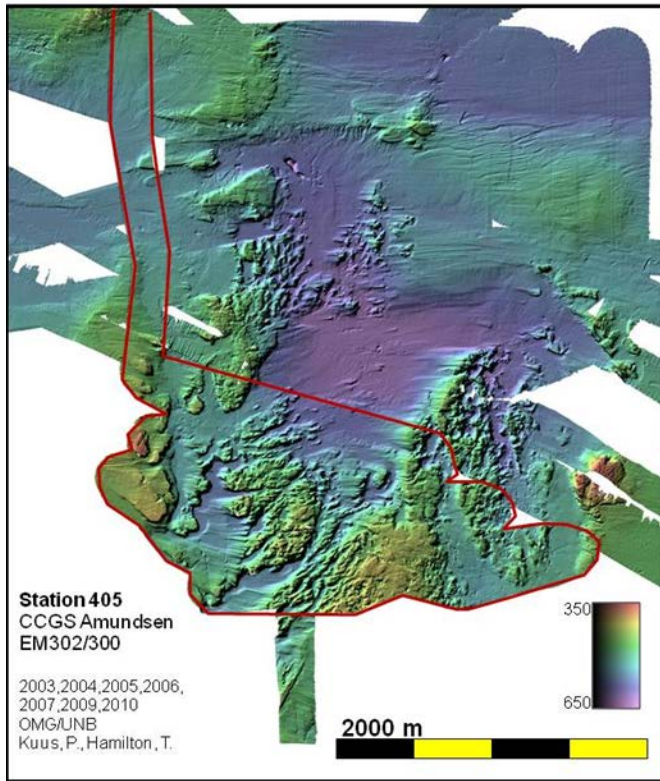 Station 405
CCGS Amundsen
EM302/300
2003,2004,2005,2006,
2007,2009,2010
OMG/UNB
Kuus, P., Hamilton, T.
350
650
2000 m